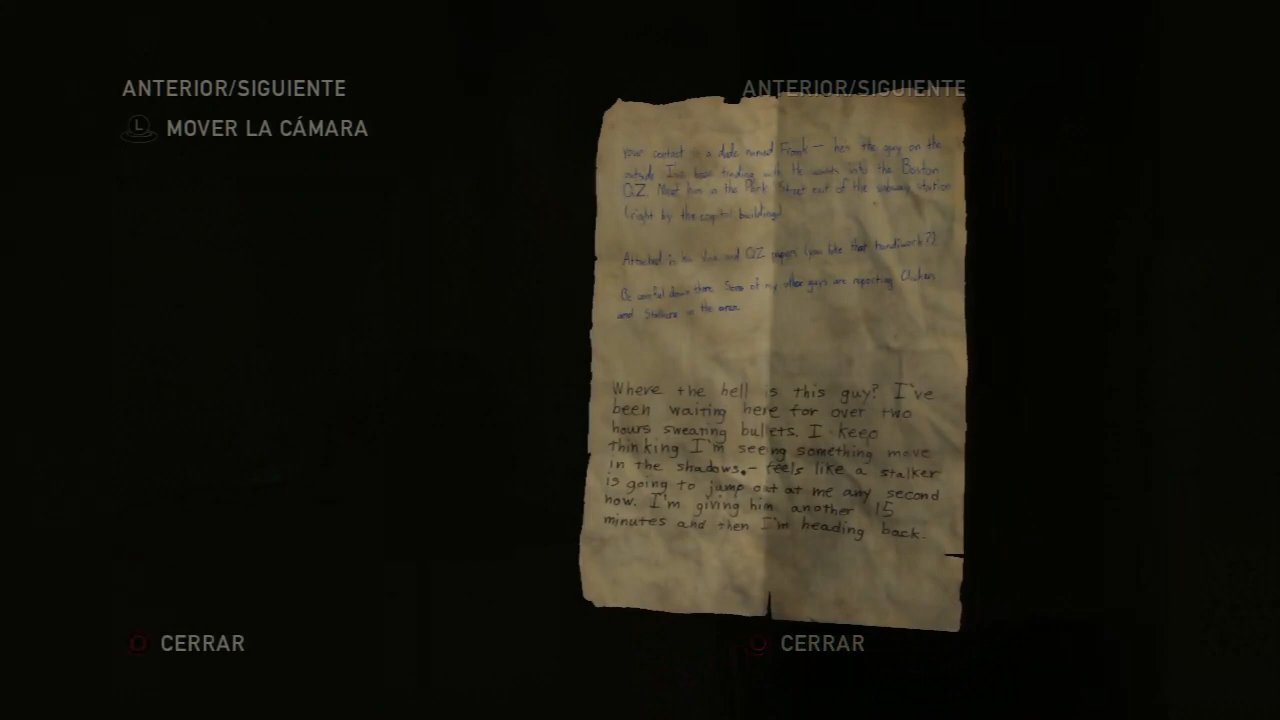 ANTERIOR/SIGUIENTE
L MOVER LA CÁMARA
ANTERIOR/SIGUIENTE
Your contact is a dude named Frank — he's the guy on the
outside I've been trading with. He wants into the Boston
QZ. Meet him in the Park Street out of the subway station
(right by the capitol building)
Attached is his visa and QZ papers (you like that handiwork?)
Be careful down there. Some of my other guys are reporting Clickers
and Stalkers in the area.
Where the hell is this guy? I've
been waiting here for over two
hours swearing bullets. I keep
thinking I'm seeing something move
in the shadows. - feels like a stalker
is going to jump out at me any second
now. I'm giving him another 15
minutes and then I'm heading back.
CERRAR
CERRAR